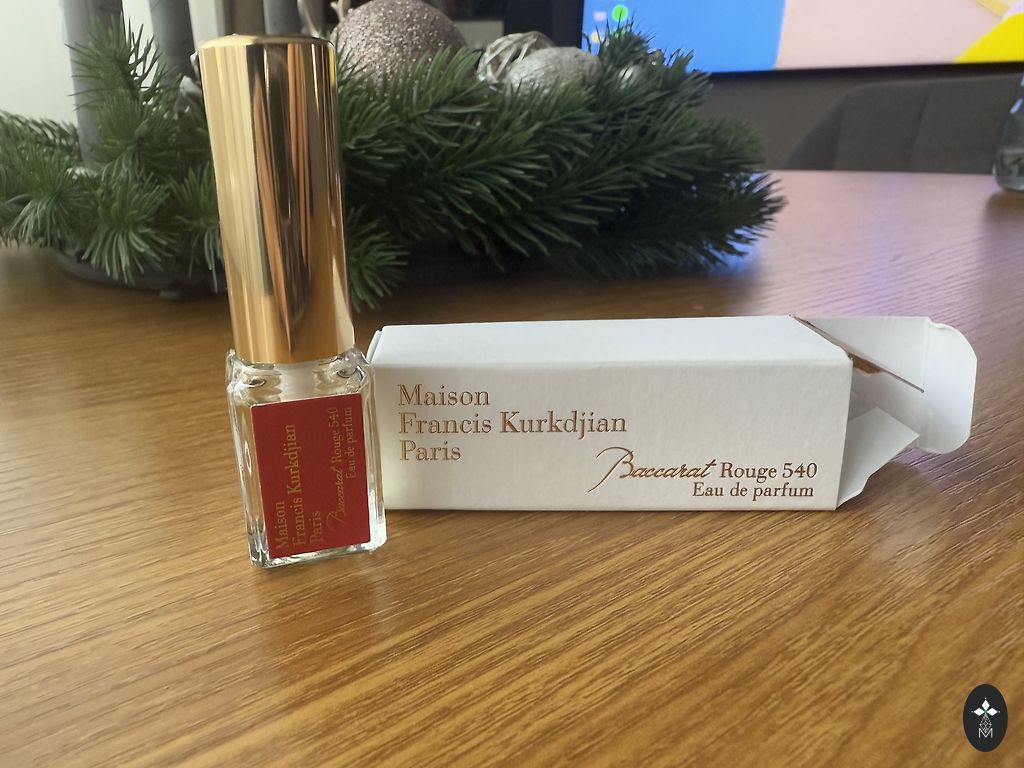 Maison
Francis Kurkdjian
Paris
Baccarat Rouge 540
Eau de parfum
Maison
Francis Kurkdjian
Paris
Baccarat Rouge 540
Eau de parfum
M